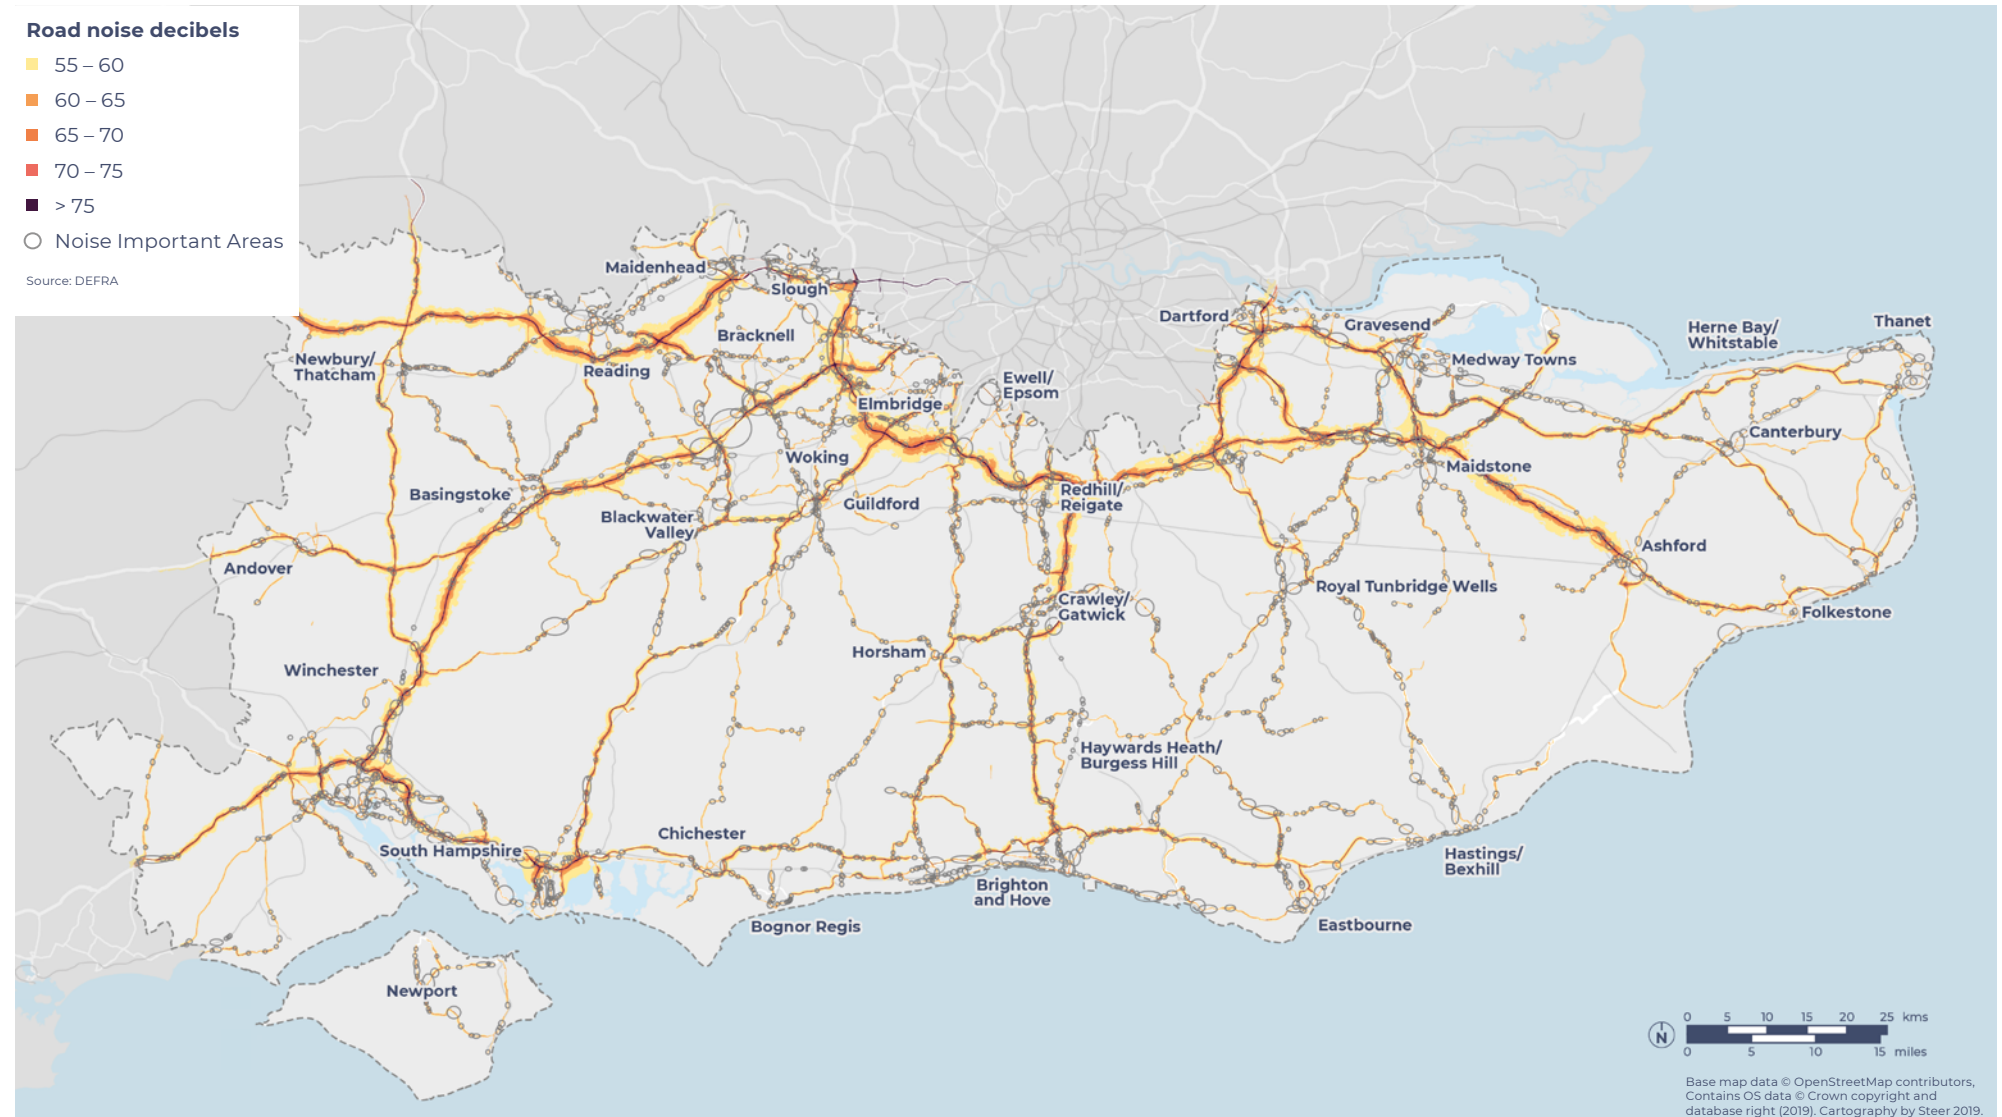 Road noise decibels
55 – 60
60 – 65
65 – 70
70 – 75
> 75
Noise Important Areas
Source: DEFRA
Maidenhead
Slough
Bracknell
Newbury/
Thatcham
Reading
Dartford
Gravesend
Medway Towns
Herne Bay/
Whitstable
Thanet
Ewell/
Epsom
Elmbridge
Canterbury
Woking
Maidstone
Basingstoke
Guildford
Redhill/
Reigate
Blackwater
Valley
Ashford
Andover
Royal Tunbridge Wells
Crawley/
Gatwick
Folkestone
Horsham
Winchester
Haywards Heath/
Burgess Hill
Chichester
South Hampshire
Hastings/
Bexhill
Brighton
and Hove
Bognor Regis
Eastbourne
Newport
N
0 5 10 15 20 25 kms
0 5 10 15 miles
Base map data © OpenStreetMap contributors,
Contains OS data © Crown copyright and
database right (2019). Cartography by Steer 2019.